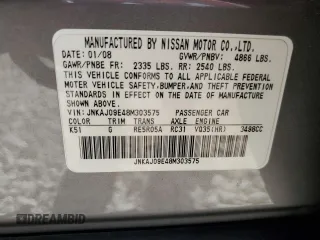 MANUFACTURED BY NISSAN MOTOR CO.,LTD.
DATE: 01/08 GVWR/PNBV: 4866 LBS.
GAWR/PNBE FR: 2335 LBS. RR: 2540 LBS.
THIS VEHICLE CONFORMS TO ALL APPLICABLE FEDERAL
MOTOR VEHICLE SAFETY,BUMPER,AND THEFT PREVENTION
STANDARDS IN EFFECT ON THE DATE OF MANUFACTURE
SHOWN ABOVE.
VIN:JNKAJ09E48M303575 PASSENGER CAR
COLOR TRIM TRANS AXLE ENGINE
K51 G RE5R05A RC31 VQ35(HR) 3498CC
JNKAJ09E48M303575
© DREAMBID